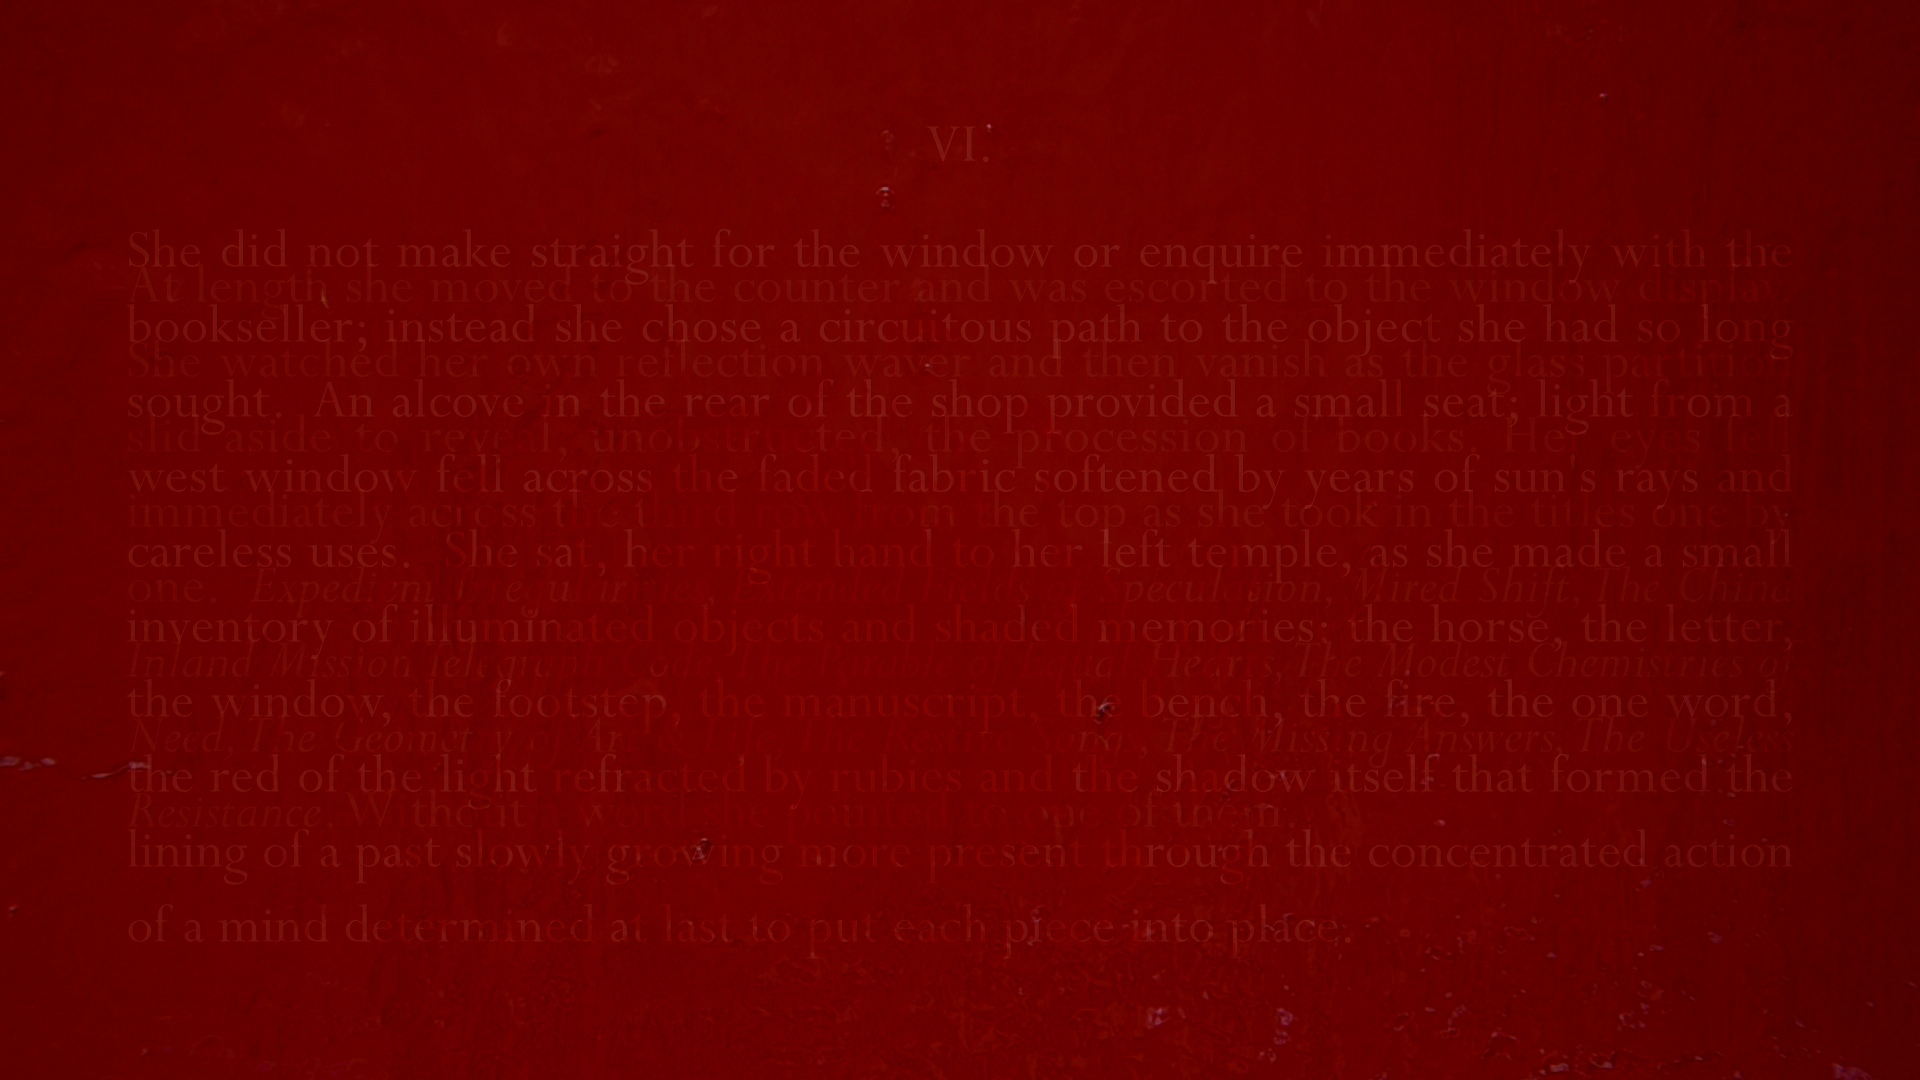 VI.
She did not make straight for the window or enquire immediately with the
At length she moved to the counter and was escorted to the window display.
bookseller; instead she chose a circuitous path to the object she had so long
She watched her own reflection waver and then vanish as the glass partition
sought. An alcove in the rear of the shop provided a small seat; light from a
slid aside to reveal, unobstructed, the procession of books. Her eyes fell
west window fell across the faded fabric softened by years of sun's rays and
immediately across the third row from the top as she took in the titles one by
careless uses. She sat, her right hand to her left temple, as she made a small
one. Expedient Irregularities, Extended Fields of Speculation, Mired Shift, The China
inventory of illuminated objects and shaded memories: the horse, the letter,
Inland Mission Telegraph Code, The Parable of Equal Hearts, The Modest Chemistries of
the window, the footstep, the manuscript, the bench, the fire, the one word,
Need, The Geometry of Art & Life, The Restive Songs, The Missing Answers, The Useless
the red of the light refracted by rubies and the shadow itself that formed the
Resistance. Without a word she pointed to one of them.
lining of a past slowly growing more present through the concentrated action
of a mind determined at last to put each piece into place.